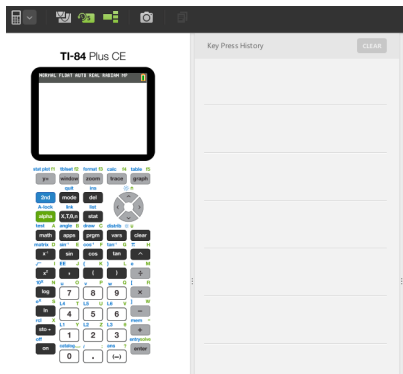 Key Press History
CLEAR
TI-84 Plus CE
NORMAL FLOAT AUTO REAL RADIAN MP
stat plot f1 tblset f2 format f3 calc f4 table f5
y= window zoom trace graph
quit ins
2nd mode del
A-lock link list
alpha X,T,θ,n stat
test A angle B draw C distrib
math apps prgm vars clear
matrix D sin⁻¹ E cos⁻¹ F tan⁻¹ G π H
x⁻¹ sin cos tan ^
√ I EE J { K } L e M
x² , ( ) ÷
10ˣ N u O v P w Q [ R
log 7 8 9 ×
eˣ S L4 T L5 U L6 V ] W
ln 4 5 6 −
rcl X L1 Y L2 Z L3 θ mem "
sto→ 1 2 3 +
off catalog i : ans ? entry solve
on 0 . (−) enter